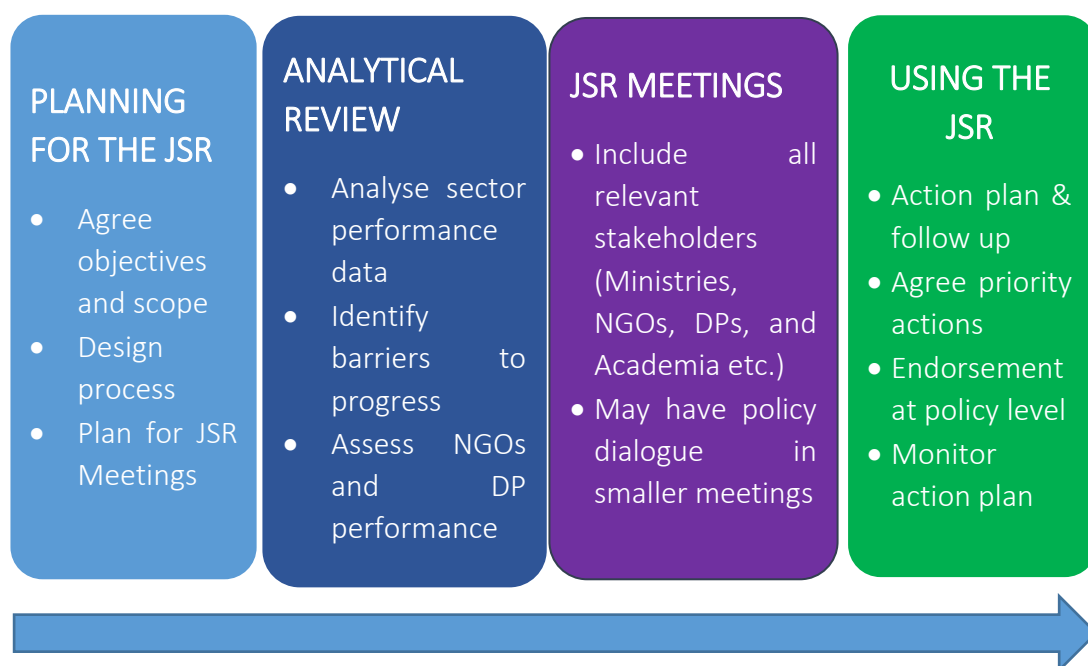 PLANNING
FOR THE JSR
• Agree
objectives
and scope
• Design
process
• Plan for JSR
Meetings
ANALYTICAL
REVIEW
• Analyse sector
performance
data
• Identify
barriers to
progress
• Assess NGOs
and DP
performance
JSR MEETINGS
• Include all
relevant
stakeholders
(Ministries,
NGOs, DPs, and
Academia etc.)
• May have policy
dialogue in
smaller meetings
USING THE
JSR
• Action plan &
follow up
• Agree priority
actions
• Endorsement
at policy level
• Monitor
action plan